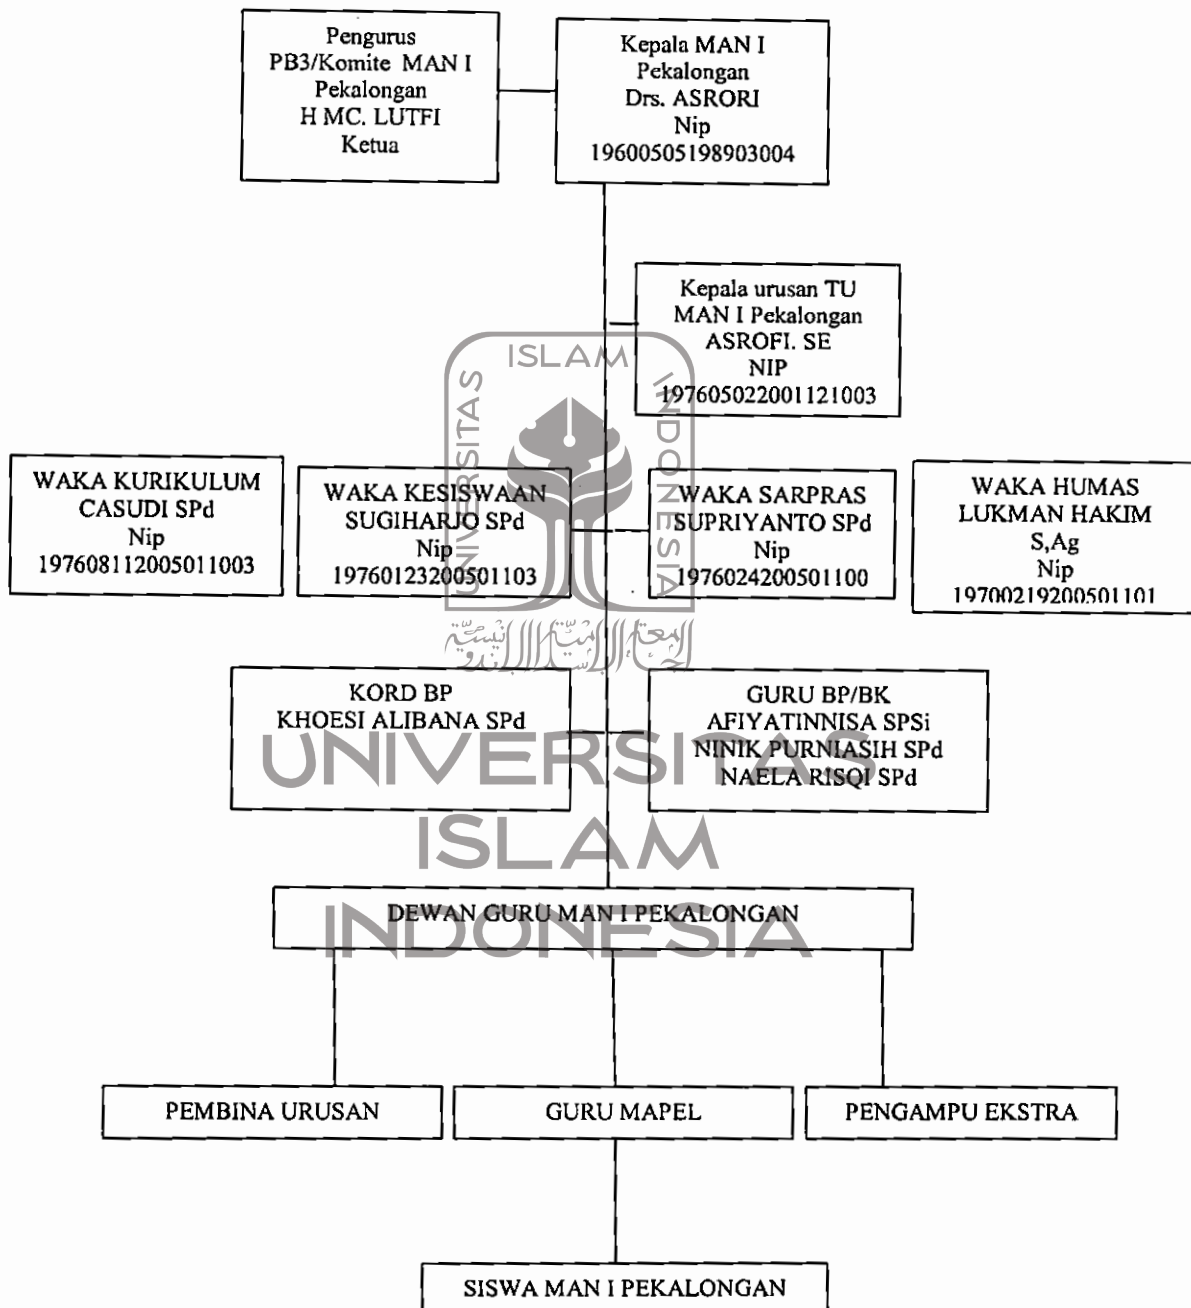 Pengurus
PB3/Komite MAN I
Pekalongan
H MC. LUTFI
Ketua
Kepala MAN I
Pekalongan
Drs. ASRORI
Nip
19600505198903004
Kepala urusan TU
MAN I Pekalongan
ASROFI. SE
NIP
197605022001121003
WAKA KURIKULUM
CASUDI SPd
Nip
197608112005011003
WAKA KESISWAAN
SUGIHARJO SPd
Nip
19760123200501103
WAKA SARPRAS
SUPRIYANTO SPd
Nip
1976024200501100
WAKA HUMAS
LUKMAN HAKIM
S,Ag
Nip
19700219200501101
KORD BP
KHOESI ALIBANA SPd
GURU BP/BK
AFIYATINNISA SPSi
NINIK PURNIASIH SPd
NAELA RISQI SPd
DEWAN GURU MAN I PEKALONGAN
PEMBINA URUSAN
GURU MAPEL
PENGAMPU EKSTRA
SISWA MAN I PEKALONGAN
UNIVERSITAS
ISLAM
INDONESIA
UNIVERSITAS
ISLAM
INDONESIA